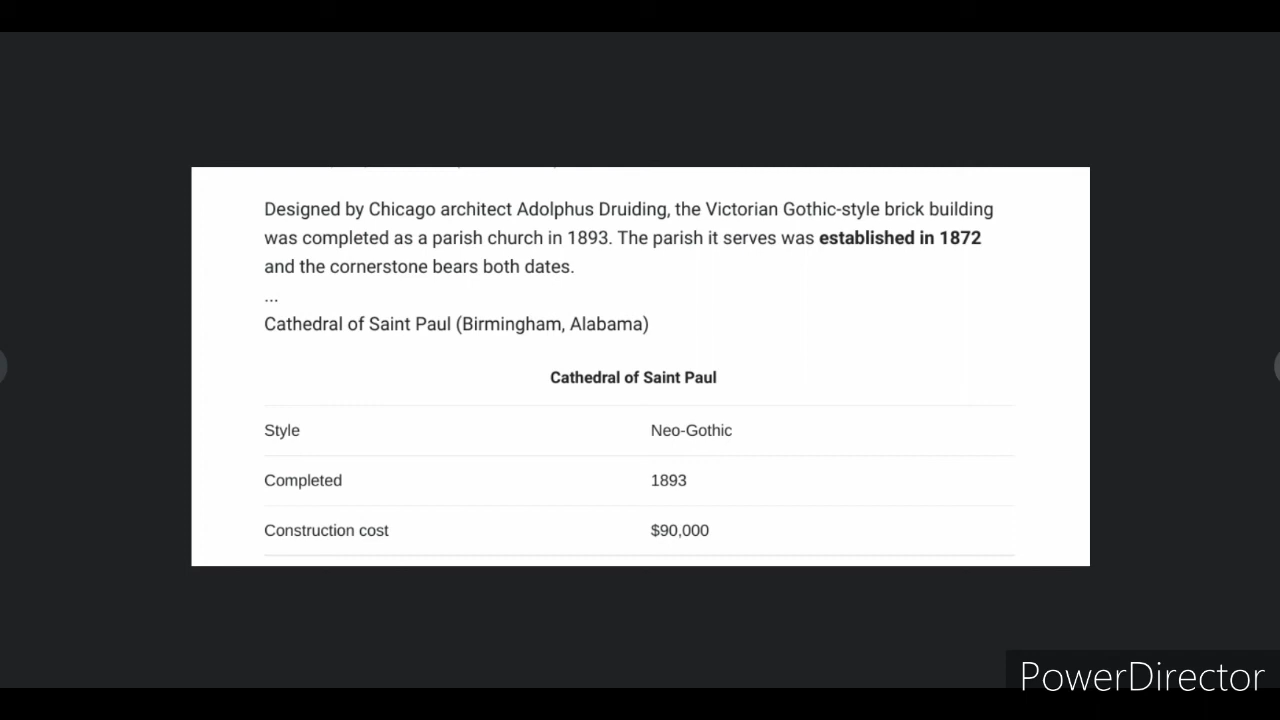 Designed by Chicago architect Adolphus Druiding, the Victorian Gothic-style brick building
was completed as a parish church in 1893. The parish it serves was established in 1872
and the cornerstone bears both dates.
...
Cathedral of Saint Paul (Birmingham, Alabama)
Cathedral of Saint Paul
Style Neo-Gothic
Completed 1893
Construction cost $90,000
PowerDirector